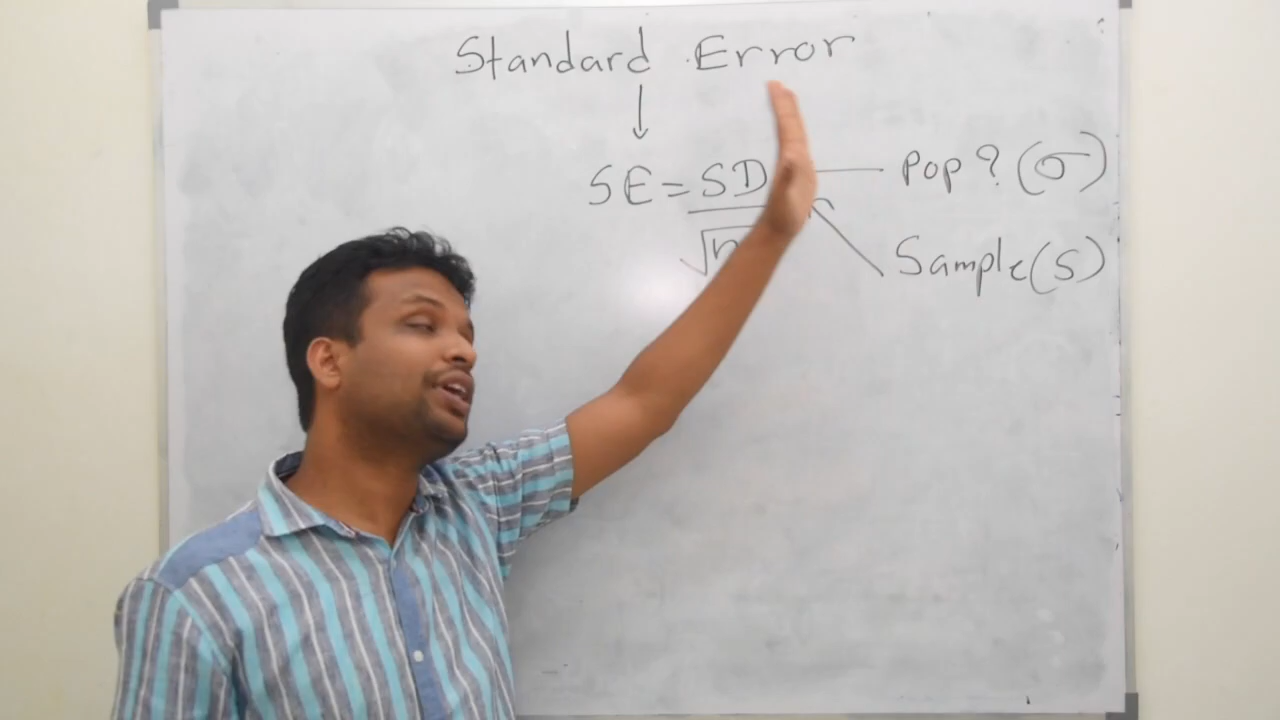 Standard Error
SE = SD
√n
Pop? (σ)
Sample (S)